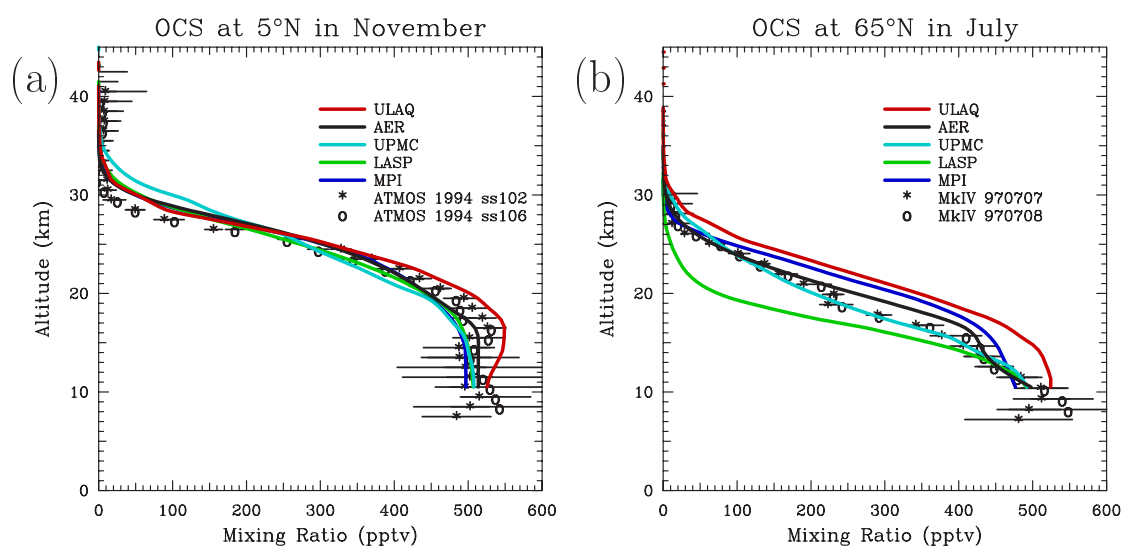 OCS at 5°N in November
(a)
40
30
20
10
0
Altitude (km)
ULAQ
AER
UPMC
LASP
MPI
* ATMOS 1994 ss102
o ATMOS 1994 ss106
0 100 200 300 400 500 600
Mixing Ratio (pptv)
OCS at 65°N in July
(b)
40
30
20
10
0
Altitude (km)
ULAQ
AER
UPMC
LASP
MPI
* MkIV 970707
o MkIV 970708
0 100 200 300 400 500 600
Mixing Ratio (pptv)